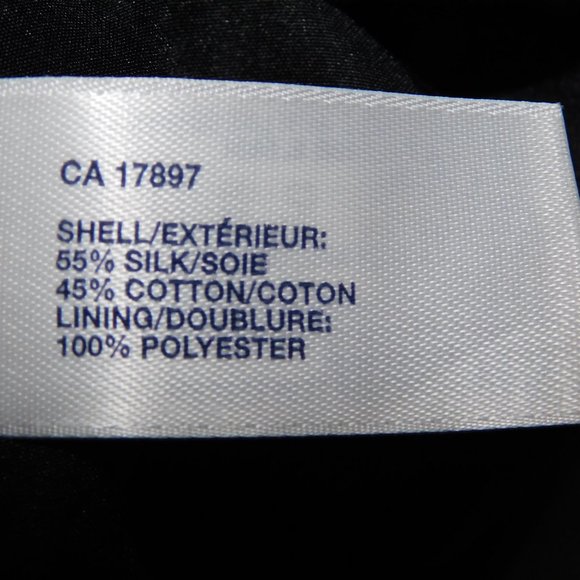 CA 17897
SHELL/EXTÉRIEUR:
55% SILK/SOIE
45% COTTON/COTON
LINING/DOUBLURE:
100% POLYESTER